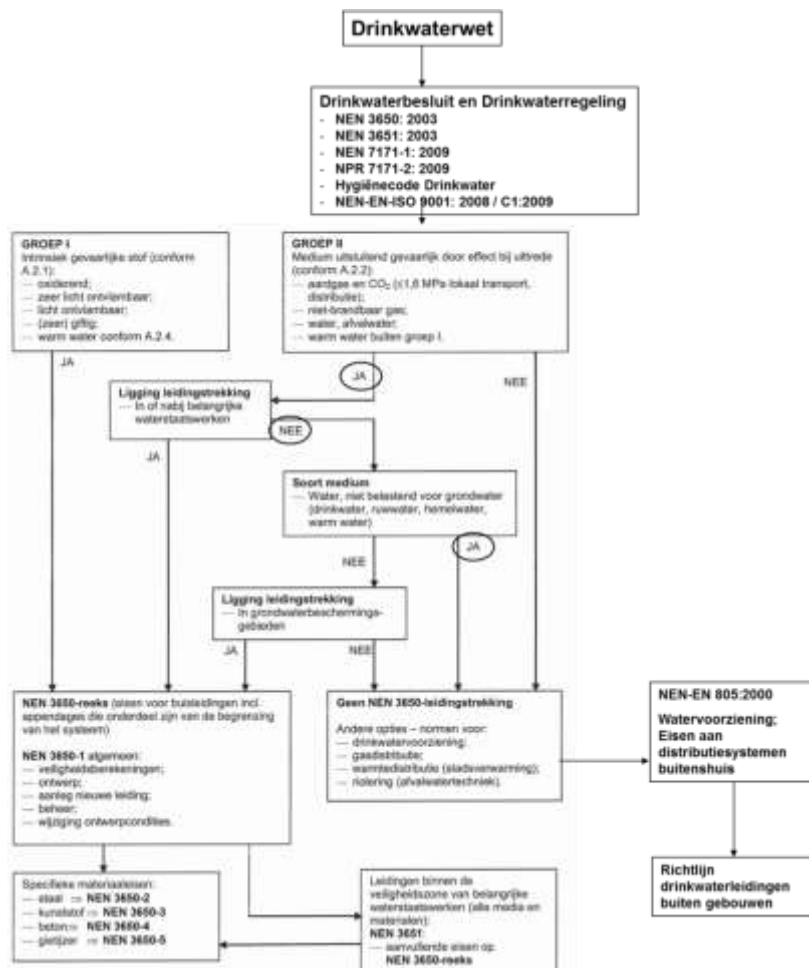 Drinkwaterwet
Drinkwaterbesluit en Drinkwaterregeling
- NEN 3650: 2003
- NEN 3651: 2003
- NEN 7171-1: 2009
- NPR 7171-2: 2009
- Hygiënecode Drinkwater
- NEN-EN-ISO 9001: 2008 / C1:2009
GROEP I
Intrinsiek gevaarlijke stof (conform
A.2.1):
— oxiderend;
— zeer licht ontvlambaar;
— licht ontvlambaar;
— (zeer) giftig;
— warm water conform A.2.4.
GROEP II
Medium uitsluitend gevaarlijk door effect bij uittrede
(conform A.2.2):
— aardgas en CO₂ (≤1,6 MPa lokaal transport,
distributie);
— niet-brandbaar gas;
— water, afvalwater;
— warm water buiten groep I.
JA
JA
NEE
Ligging leidingstrekking
— In of nabij belangrijke
waterstaatswerken
NEE
JA
Soort medium
— Water, niet belastend voor grondwater
(drinkwater, ruwwater, hemelwater,
warm water)
JA
NEE
Ligging leidingstrekking
— In grondwaterbeschermings-
gebieden
JA
NEE
NEN 3650-reeks (eisen voor buisleidingen incl.
appendages die onderdeel zijn van de begrenzing
van het systeem)
NEN 3650-1 algemeen:
— veiligheidsberekeningen;
— ontwerp;
— aanleg nieuwe leiding;
— beheer;
— wijziging ontwerpcondities.
Geen NEN 3650-leidingstrekking
Andere opties – normen voor:
— drinkwatervoorziening;
— gasdistributie;
— warmtedistributie (stadsverwarming);
— riolering (afvalwatertechniek).
NEN-EN 805:2000
Watervoorziening;
Eisen aan
distributiesystemen
buitenshuis
Specifieke materiaaleisen:
— staal ⇒ NEN 3650-2
— kunststof⇒ NEN 3650-3
— beton⇒ NEN 3650-4
— gietijzer ⇒ NEN 3650-5
Leidingen binnen de
veiligheidszone van belangrijke
waterstaatswerken (alle media en
materialen):
NEN 3651:
— aanvullende eisen op
NEN 3650-reeks
Richtlijn
drinkwaterleidingen
buiten gebouwen